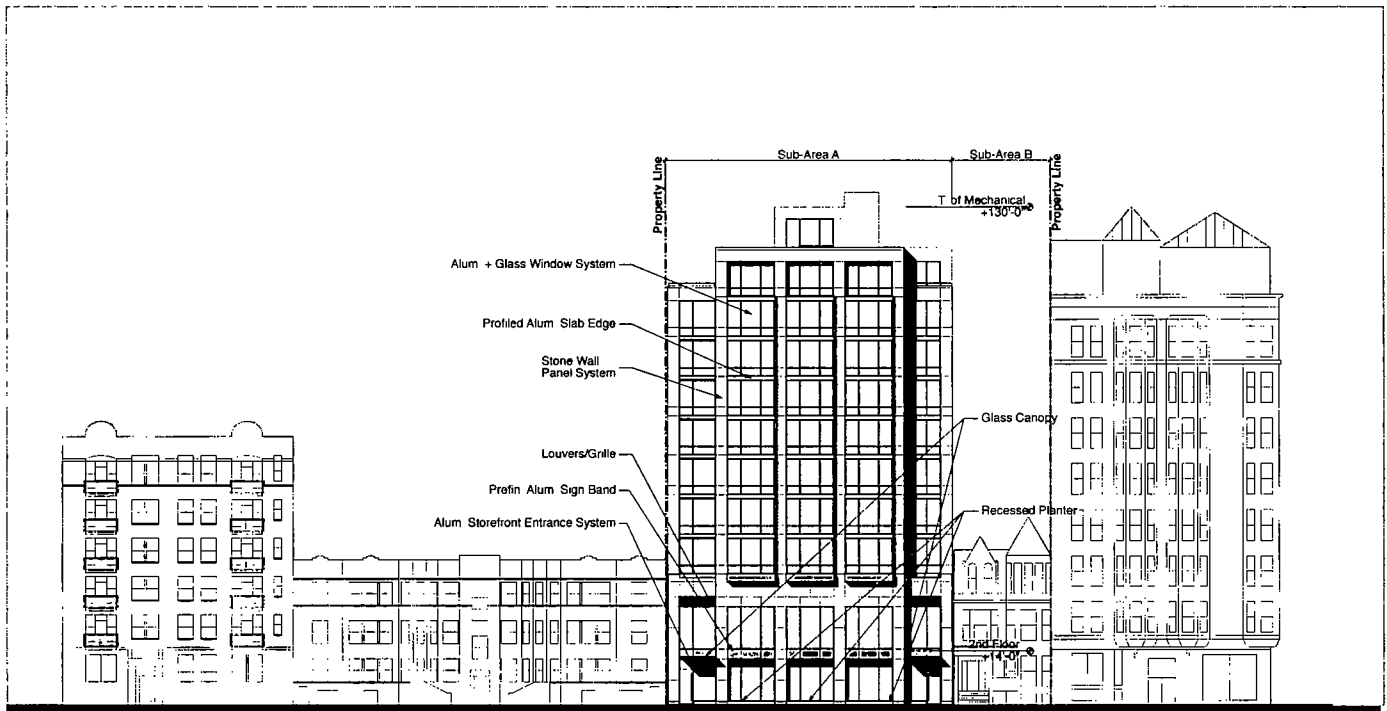 Sub-Area A
Sub-Area B
Property Line
Property Line
T of Mechanical
+130'-0"
Alum + Glass Window System
Profiled Alum Slab Edge
Stone Wall
Panel System
Glass Canopy
Louvers/Grille
Prefin Alum Sign Band
Recessed Planter
Alum Storefront Entrance System
2nd Floor
+14'-0"